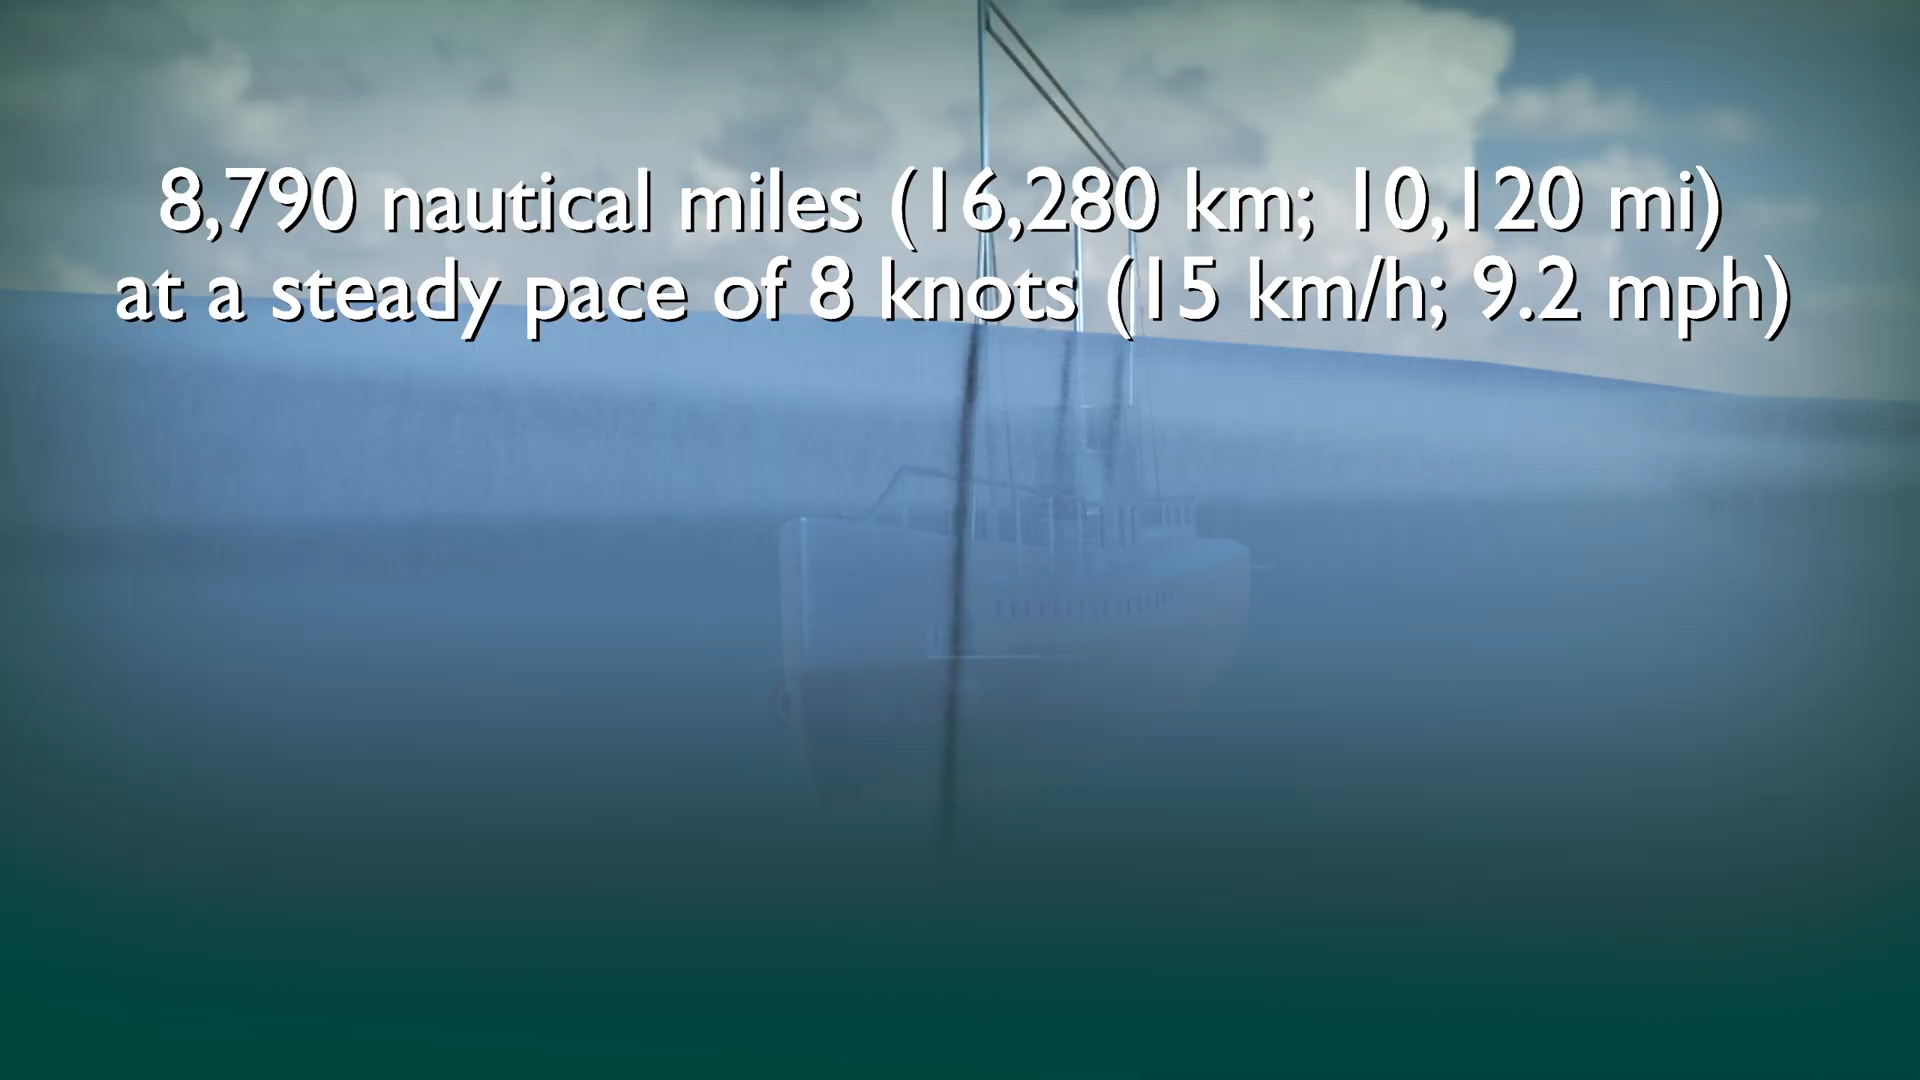 8,790 nautical miles (16,280 km; 10,120 mi)
at a steady pace of 8 knots (15 km/h; 9.2 mph)